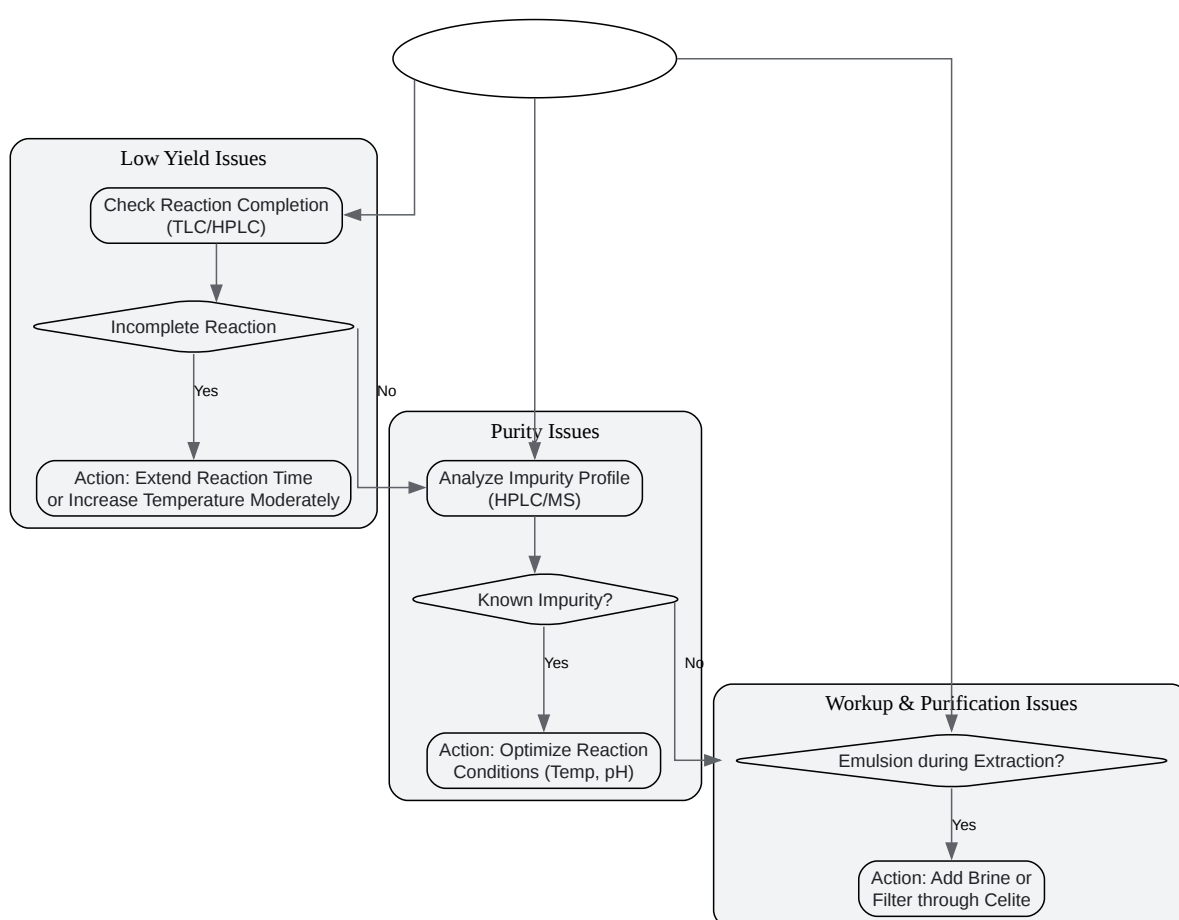 Low Yield Issues
Check Reaction Completion
(TLC/HPLC)
Incomplete Reaction
Yes
No
Action: Extend Reaction Time
or Increase Temperature Moderately
Purity Issues
Analyze Impurity Profile
(HPLC/MS)
Known Impurity?
Yes
No
Action: Optimize Reaction
Conditions (Temp, pH)
Workup & Purification Issues
Emulsion during Extraction?
Yes
Action: Add Brine or
Filter through Celite